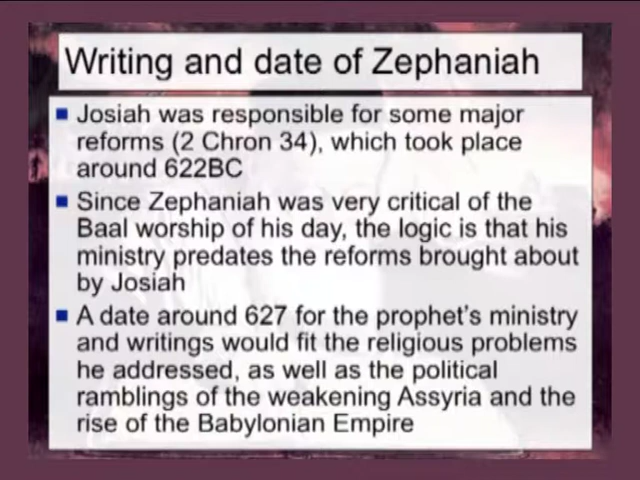 Writing and date of Zephaniah
Josiah was responsible for some major
reforms (2 Chron 34), which took place
around 622BC
Since Zephaniah was very critical of the
Baal worship of his day, the logic is that his
ministry predates the reforms brought about
by Josiah
A date around 627 for the prophet's ministry
and writings would fit the religious problems
he addressed, as well as the political
ramblings of the weakening Assyria and the
rise of the Babylonian Empire